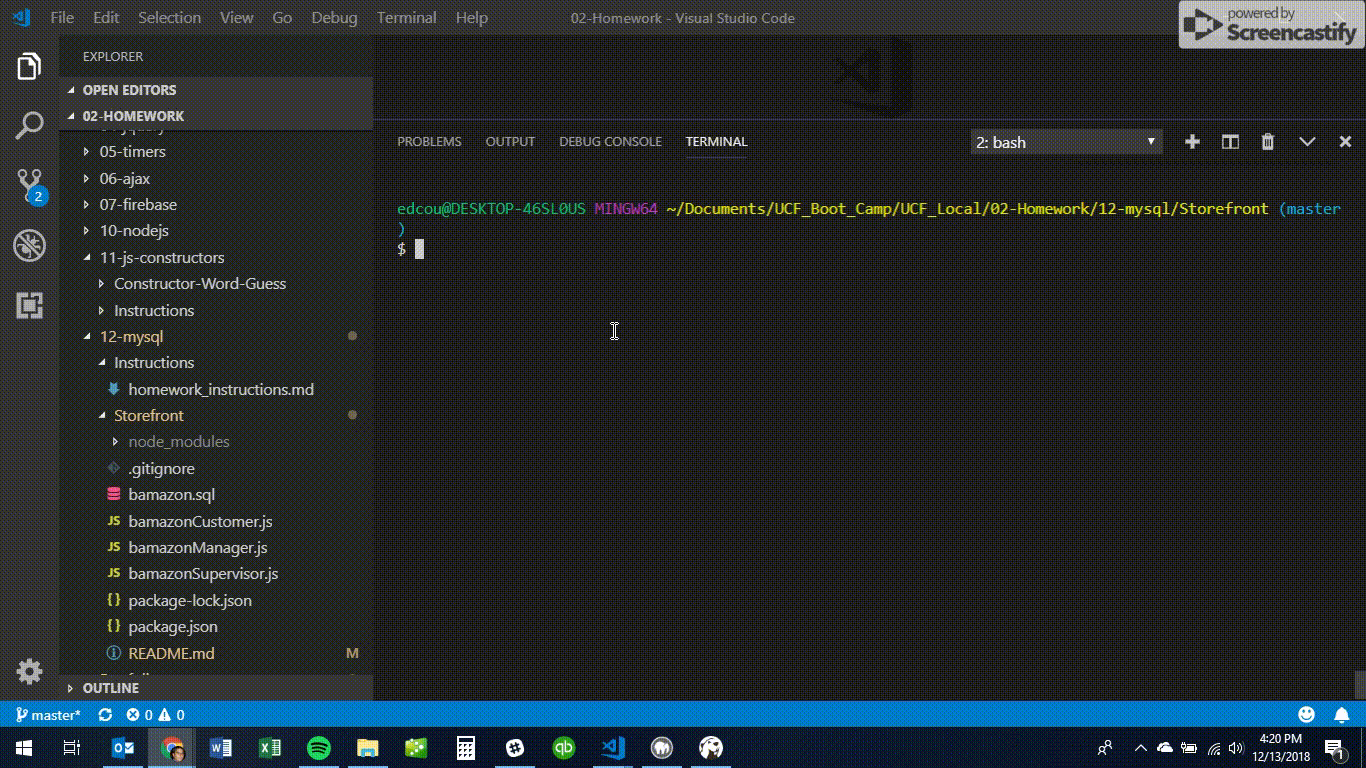 File Edit Selection View Go Debug Terminal Help
02-Homework - Visual Studio Code
powered by
Screencastify
EXPLORER
OPEN EDITORS
02-HOMEWORK
05-timers
06-ajax
07-firebase
10-nodejs
11-js-constructors
Constructor-Word-Guess
Instructions
12-mysql
Instructions
homework_instructions.md
Storefront
node_modules
.gitignore
bamazon.sql
JS bamazonCustomer.js
JS bamazonManager.js
JS bamazonSupervisor.js
{} package-lock.json
{} package.json
README.md M
OUTLINE
2
PROBLEMS OUTPUT DEBUG CONSOLE TERMINAL
2: bash
edcou@DESKTOP-46SL0US MINGW64 ~/Documents/UCF_Boot_Camp/UCF_Local/02-Homework/12-mysql/Storefront (master
)
$
master* 0 0
4:20 PM
12/13/2018
1